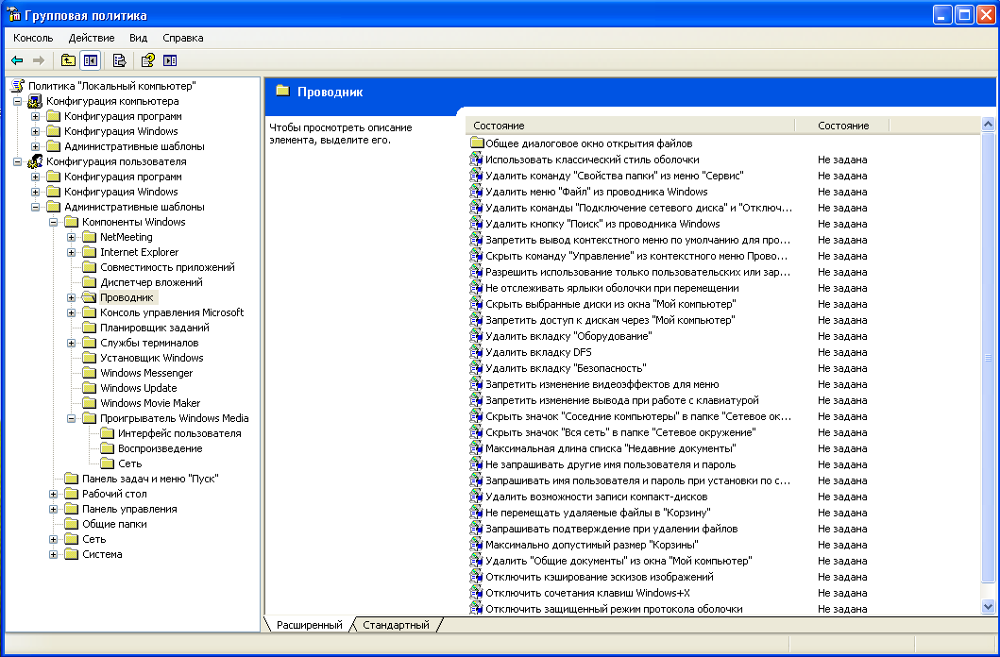 Групповая политика
Консоль Действие Вид Справка
Политика "Локальный компьютер"
Конфигурация компьютера
Конфигурация программ
Конфигурация Windows
Административные шаблоны
Конфигурация пользователя
Конфигурация программ
Конфигурация Windows
Административные шаблоны
Компоненты Windows
NetMeeting
Internet Explorer
Совместимость приложений
Диспетчер вложений
Проводник
Консоль управления Microsoft
Планировщик заданий
Службы терминалов
Установщик Windows
Windows Messenger
Windows Update
Windows Movie Maker
Проигрыватель Windows Media
Интерфейс пользователя
Воспроизведение
Сеть
Панель задач и меню "Пуск"
Рабочий стол
Панель управления
Общие папки
Сеть
Система
Проводник
Чтобы просмотреть описание
элемента, выделите его.
Состояние Состояние
Общее диалоговое окно открытия файлов
Использовать классический стиль оболочки Не задана
Удалить команду "Свойства папки" из меню "Сервис" Не задана
Удалить меню "Файл" из проводника Windows Не задана
Удалить команды "Подключение сетевого диска" и "Отключ... Не задана
Удалить кнопку "Поиск" из проводника Windows Не задана
Запретить вывод контекстного меню по умолчанию для про... Не задана
Скрыть команду "Управление" из контекстного меню Прово... Не задана
Разрешить использование только пользовательских или зар... Не задана
Не отслеживать ярлыки оболочки при перемещении Не задана
Скрыть выбранные диски из окна "Мой компьютер" Не задана
Запретить доступ к дискам через "Мой компьютер" Не задана
Удалить вкладку "Оборудование" Не задана
Удалить вкладку DFS Не задана
Удалить вкладку "Безопасность" Не задана
Запретить изменение видеоэффектов для меню Не задана
Запретить изменение вывода при работе с клавиатурой Не задана
Скрыть значок "Соседние компьютеры" в папке "Сетевое ок... Не задана
Скрыть значок "Вся сеть" в папке "Сетевое окружение" Не задана
Максимальная длина списка "Недавние документы" Не задана
Не запрашивать другие имя пользователя и пароль Не задана
Запрашивать имя пользователя и пароль при установки по с... Не задана
Удалить возможности записи компакт-дисков Не задана
Не перемещать удаляемые файлы в "Корзину" Не задана
Запрашивать подтверждение при удалении файлов Не задана
Максимально допустимый размер "Корзины" Не задана
Удалить "Общие документы" из окна "Мой компьютер" Не задана
Отключить кэширование эскизов изображений Не задана
Отключить сочетания клавиш Windows+X Не задана
Отключить защищенный режим протокола оболочки Не задана
Расширенный Стандартный